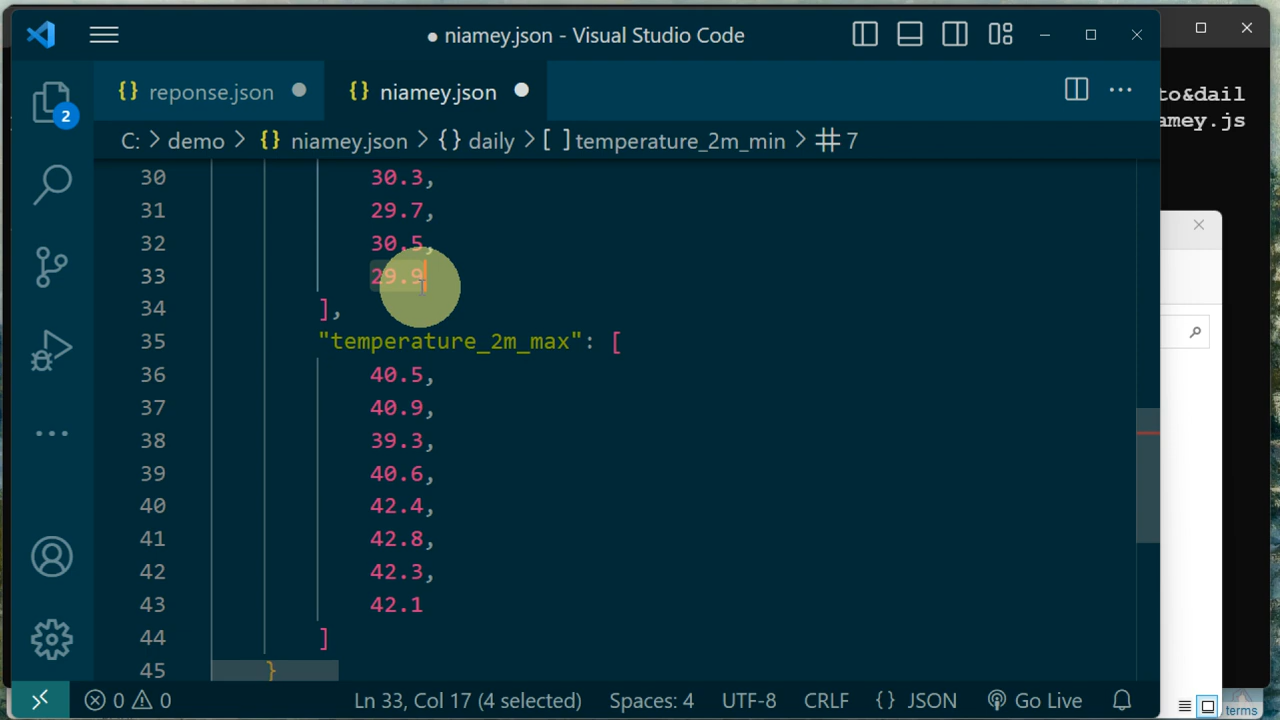 niamey.json - Visual Studio Code
{} reponse.json
{} niamey.json
C: > demo > {} niamey.json > {} daily > [ ] temperature_2m_min > # 7
2
30 30.3,
31 29.7,
32 30.5,
33 29.9
34 ],
35 "temperature_2m_max": [
36 40.5,
37 40.9,
38 39.3,
39 40.6,
40 42.4,
41 42.8,
42 42.3,
43 42.1
44 ]
45 }
0 0 Ln 33, Col 17 (4 selected) Spaces: 4 UTF-8 CRLF {} JSON Go Live
to&dail
amey.js
terms